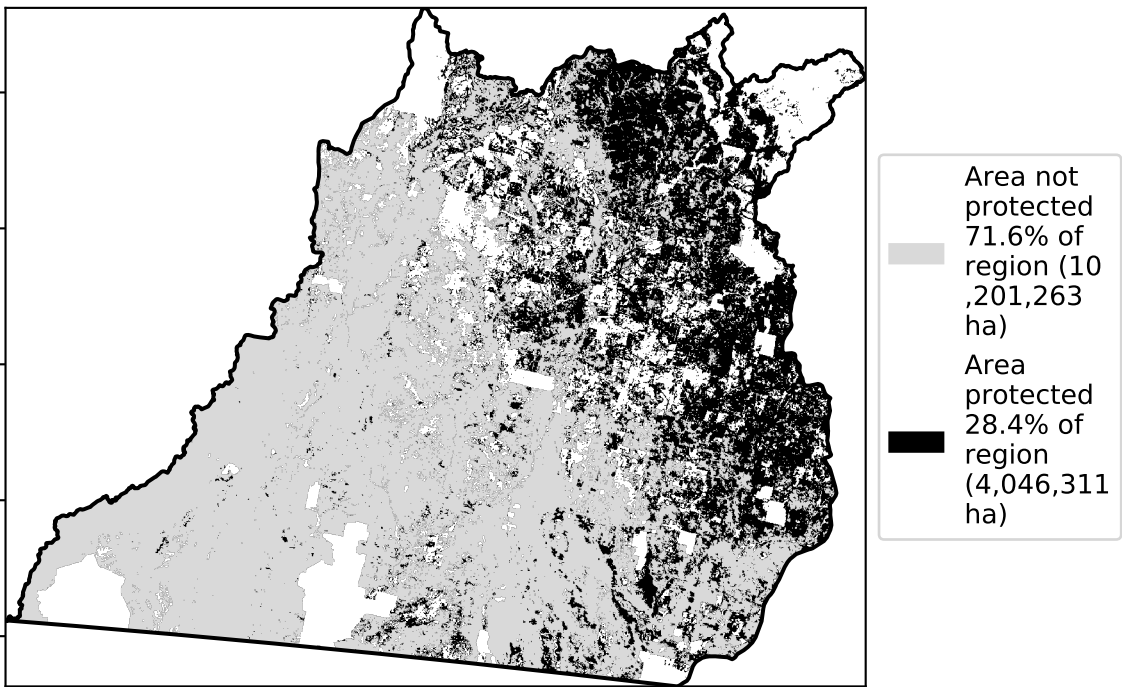 Area not
protected
71.6% of
region (10
,201,263
ha)
Area
protected
28.4% of
region
(4,046,311
ha)